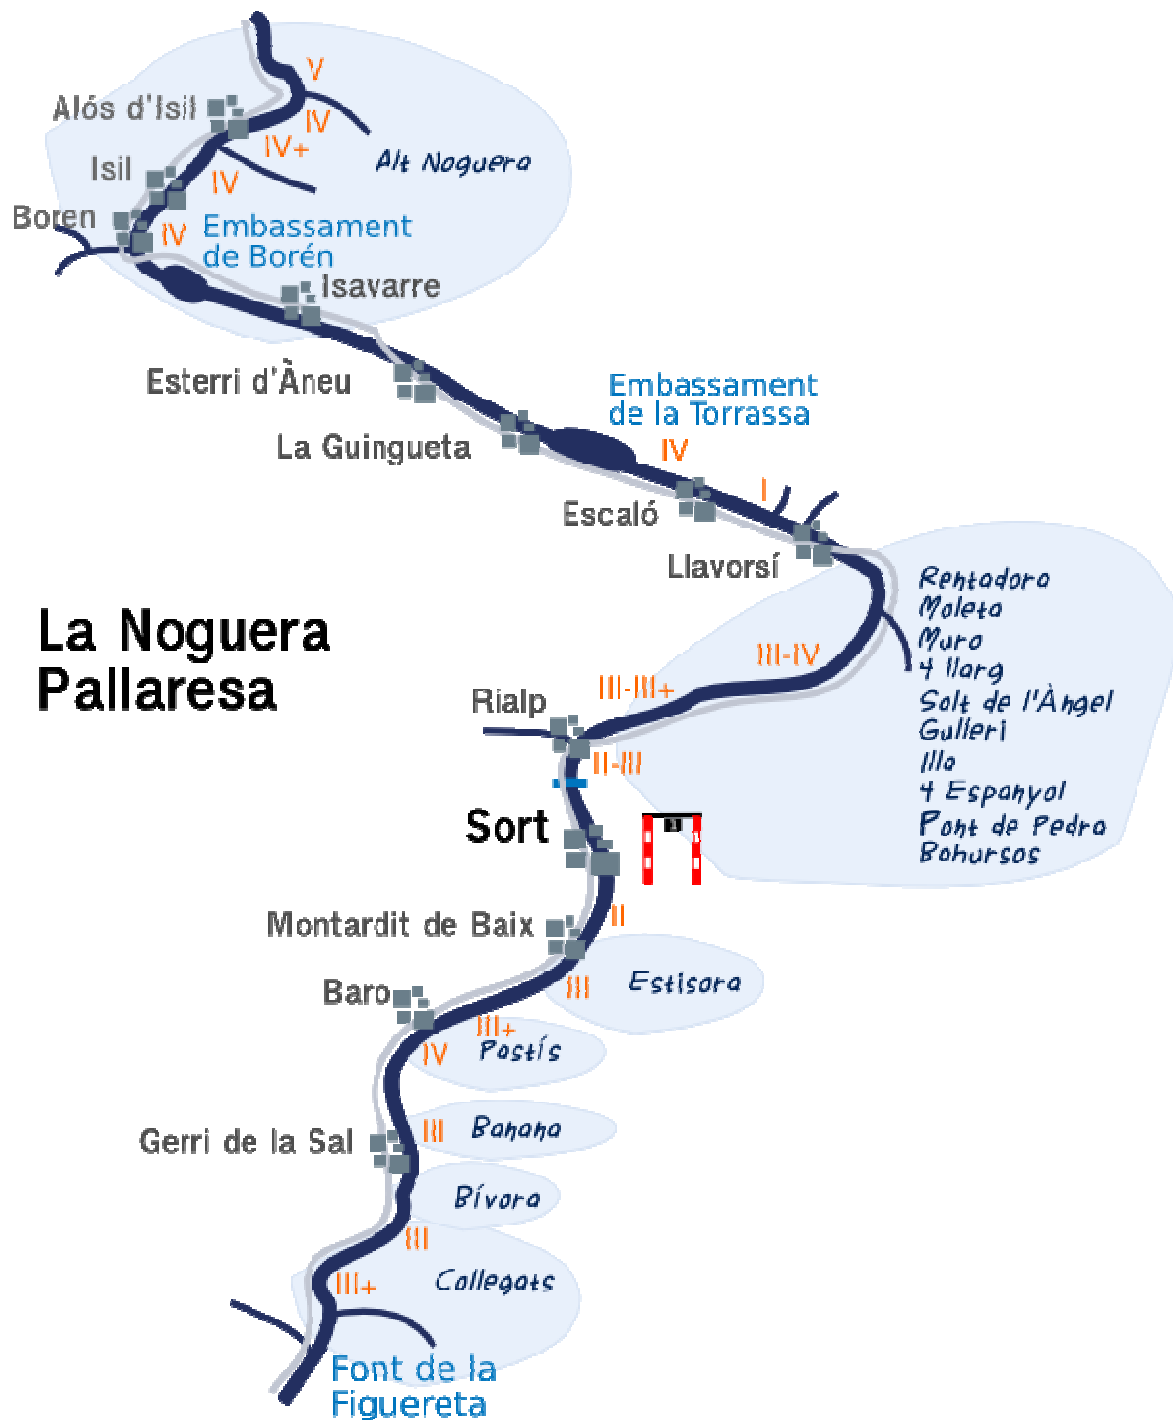 V
Alós d'Isil
IV
IV+
Alt Noguera
Isil
IV
Boren
IV
Embassament
de Borén
Isavarre
Esterri d'Àneu
Embassament
de la Torrassa
La Guingueta
IV
I
Escaló
Llavorsí
Rentadora
Moleta
Muro
4 llarg
Salt de l'Àngel
Gulleri
Illa
4 Espanyol
Pont de Pedra
Bohursos
La Noguera
Pallaresa
III-IV
III-III+
Rialp
II-III
Sort
II
Montardit de Baix
III
Estisora
Baro
III+
IV
Pastís
III
Banana
Gerri de la Sal
Bívora
III
III+
Collegats
Font de la
Figuereta